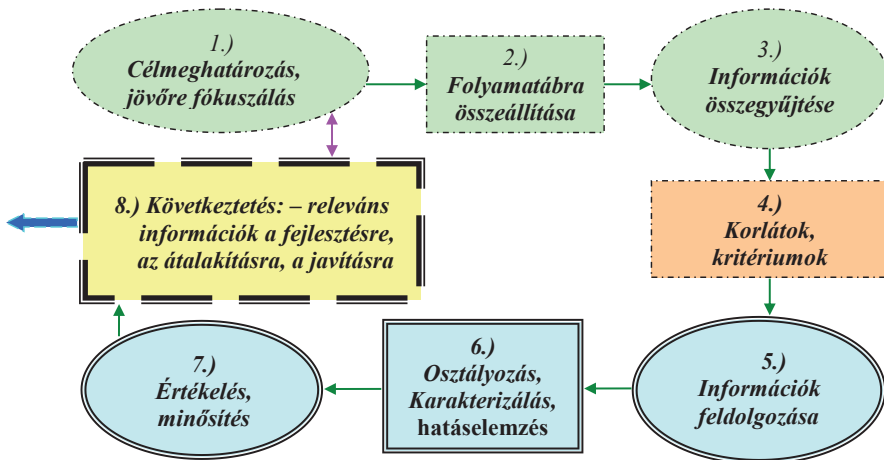 1.)
Célmeghatározás,
jövőre fókuszálás
2.)
Folyamatábra
összeállítása
3.)
Információk
összegyűjtése
4.)
Korlátok,
kritériumok
5.)
Információk
feldolgozása
6.)
Osztályozás,
Karakterizálás,
hatáselemzés
7.)
Értékelés,
minősítés
8.) Következtetés: – releváns
információk a fejlesztésre,
az átalakításra, a javításra